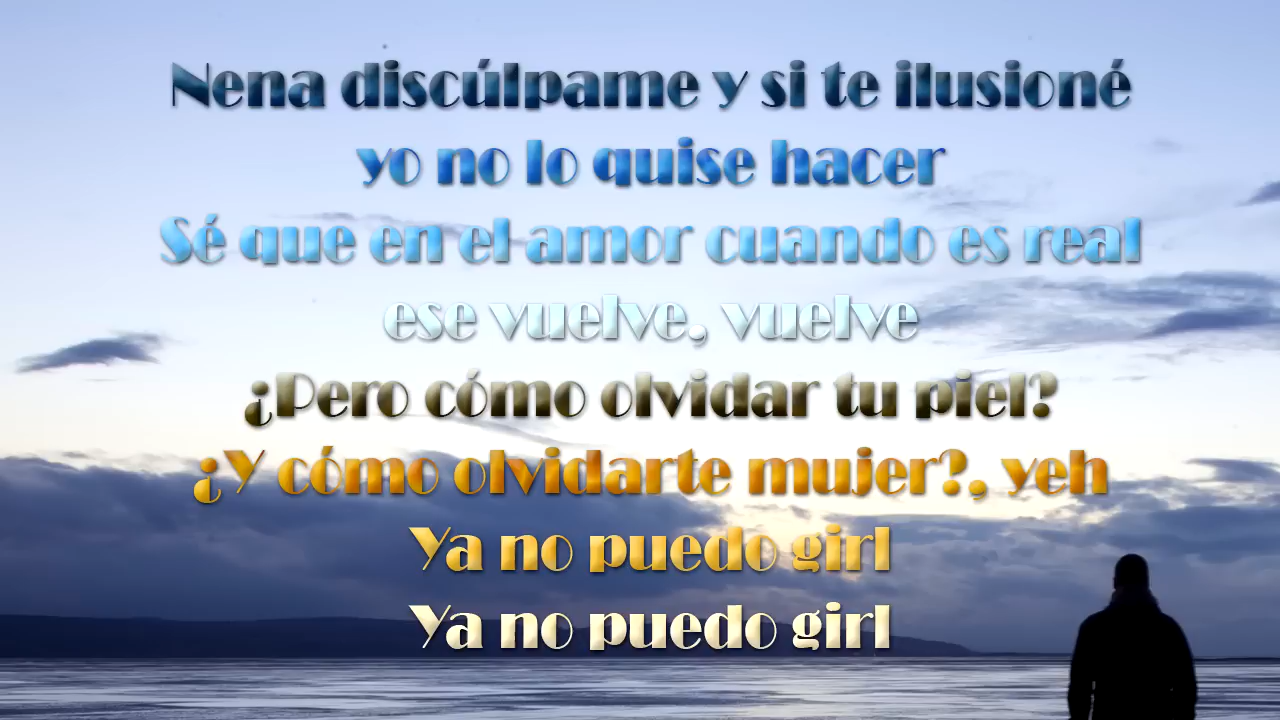 Nena discúlpame y si te ilusioné
yo no lo quise hacer
Sé que en el amor cuando es real
ese vuelve, vuelve
¿Pero cómo olvidar tu piel?
¿Y cómo olvidarte mujer?, yeh
Ya no puedo girl
Ya no puedo girl